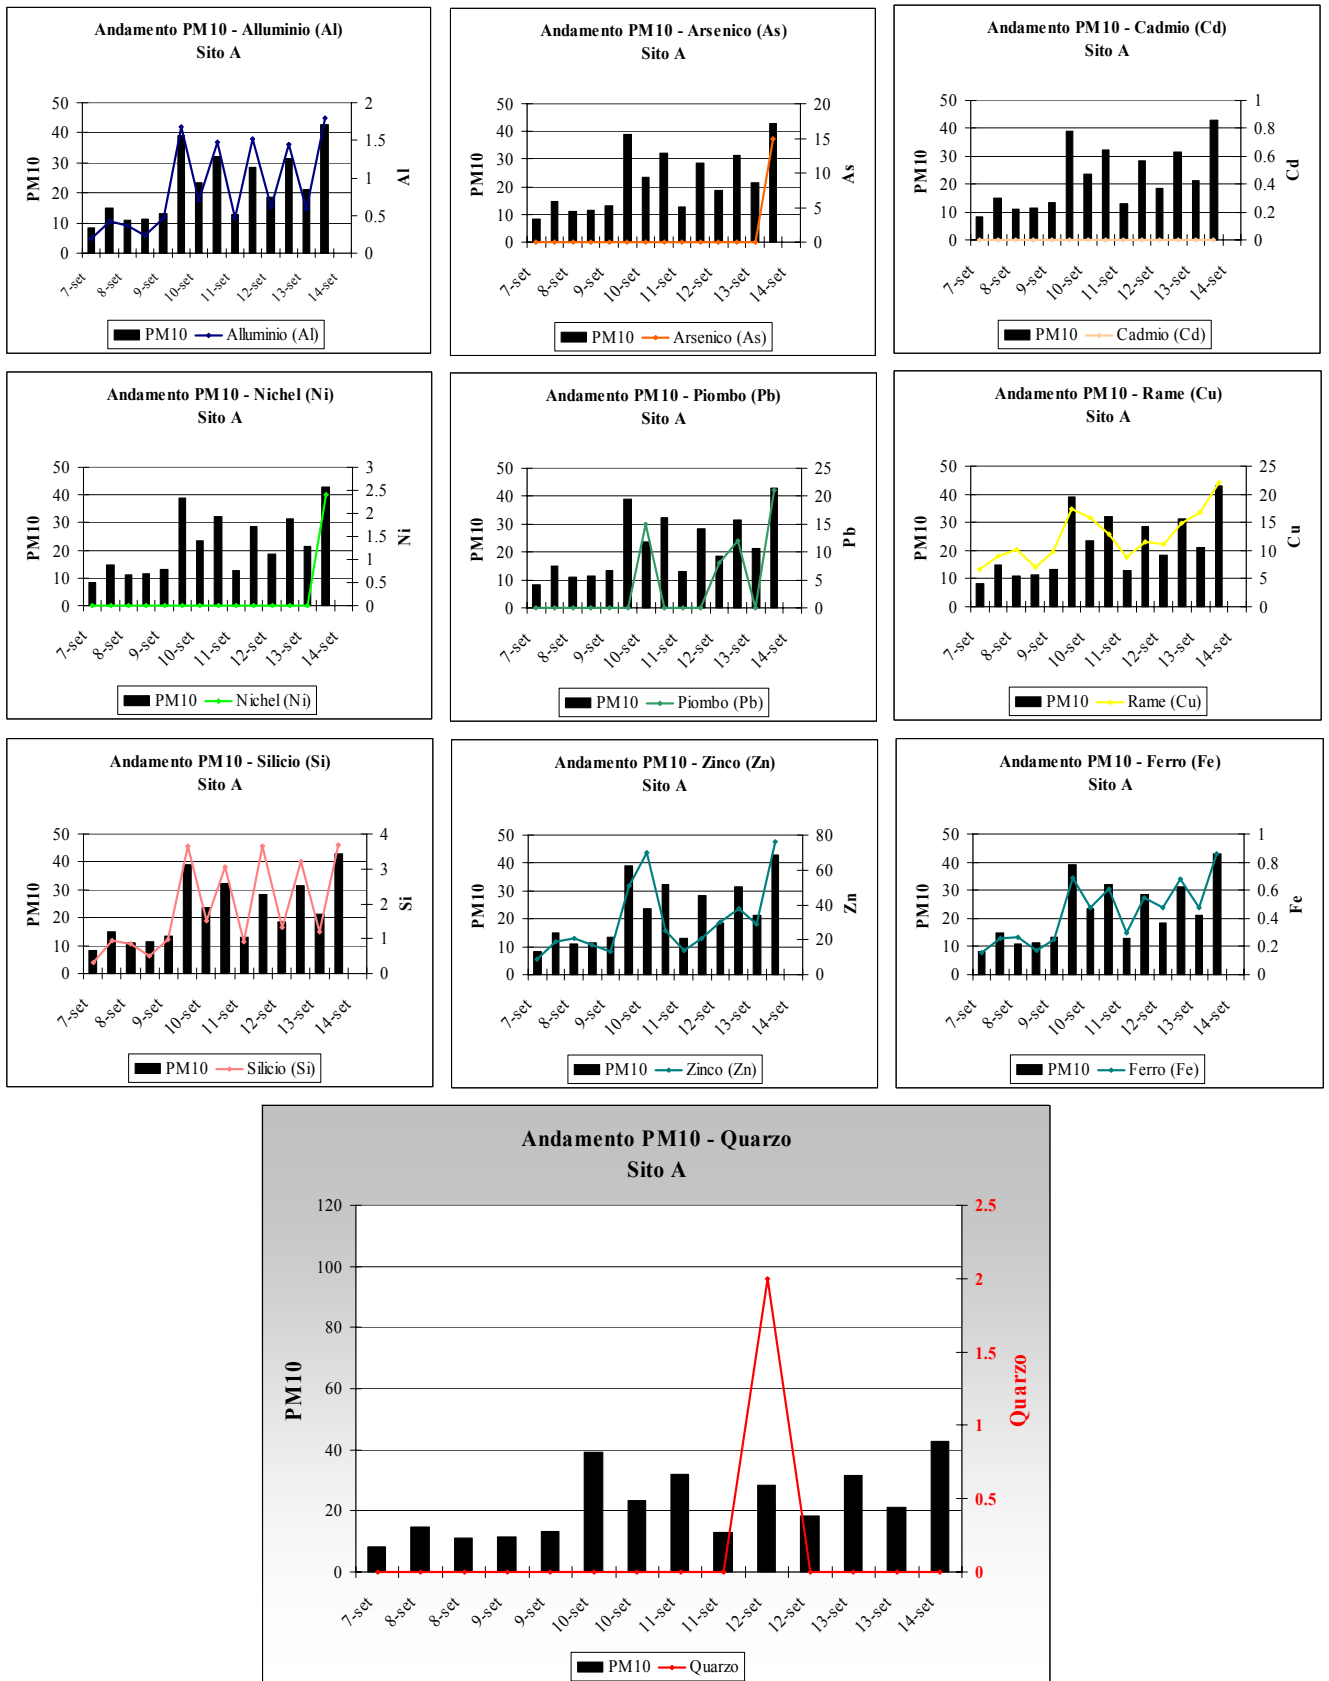 Andamento PM10 - Alluminio (Al)
Sito A
50
40
30
20
10
0
2
1.5
1
0.5
0
PM10
Al
7-set
8-set
9-set
10-set
11-set
12-set
13-set
14-set
PM10
Alluminio (Al)
Andamento PM10 - Arsenico (As)
Sito A
50
40
30
20
10
0
20
15
10
5
0
PM10
As
7-set
8-set
9-set
10-set
11-set
12-set
13-set
14-set
PM10
Arsenico (As)
Andamento PM10 - Cadmio (Cd)
Sito A
50
40
30
20
10
0
1
0.8
0.6
0.4
0.2
0
PM10
Cd
7-set
8-set
9-set
10-set
11-set
12-set
13-set
14-set
PM10
Cadmio (Cd)
Andamento PM10 - Nichel (Ni)
Sito A
50
40
30
20
10
0
3
2.5
2
1.5
1
0.5
0
PM10
Ni
7-set
8-set
9-set
10-set
11-set
12-set
13-set
14-set
PM10
Nichel (Ni)
Andamento PM10 - Piombo (Pb)
Sito A
50
40
30
20
10
0
25
20
15
10
5
0
PM10
Pb
7-set
8-set
9-set
10-set
11-set
12-set
13-set
14-set
PM10
Piombo (Pb)
Andamento PM10 - Rame (Cu)
Sito A
50
40
30
20
10
0
25
20
15
10
5
0
PM10
Cu
7-set
8-set
9-set
10-set
11-set
12-set
13-set
14-set
PM10
Rame (Cu)
Andamento PM10 - Silicio (Si)
Sito A
50
40
30
20
10
0
4
3
2
1
0
PM10
Si
7-set
8-set
9-set
10-set
11-set
12-set
13-set
14-set
PM10
Silicio (Si)
Andamento PM10 - Zinco (Zn)
Sito A
50
40
30
20
10
0
80
60
40
20
0
PM10
Zn
7-set
8-set
9-set
10-set
11-set
12-set
13-set
14-set
PM10
Zinco (Zn)
Andamento PM10 - Ferro (Fe)
Sito A
50
40
30
20
10
0
1
0.8
0.6
0.4
0.2
0
PM10
Fe
7-set
8-set
9-set
10-set
11-set
12-set
13-set
14-set
PM10
Ferro (Fe)
Andamento PM10 - Quarzo
Sito A
120
100
80
60
40
20
0
2.5
2
1.5
1
0.5
0
PM10
Quarzo
7-set
8-set
8-set
9-set
9-set
10-set
10-set
11-set
11-set
12-set
12-set
13-set
13-set
14-set
PM10
Quarzo